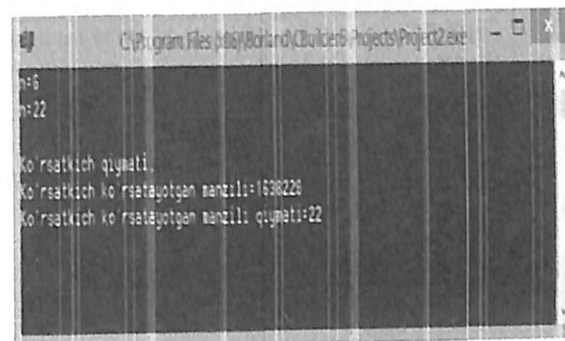 C:\Program Files (x86)\Borland\CBuilder6\Projects\Project2.exe
n=6
n=22
Ko'rsatkich qiymati.
Ko'rsatkich ko'rsatayotgan manzili=1638228
Ko'rsatkich ko'rsatayotgan manzili qiymati=22